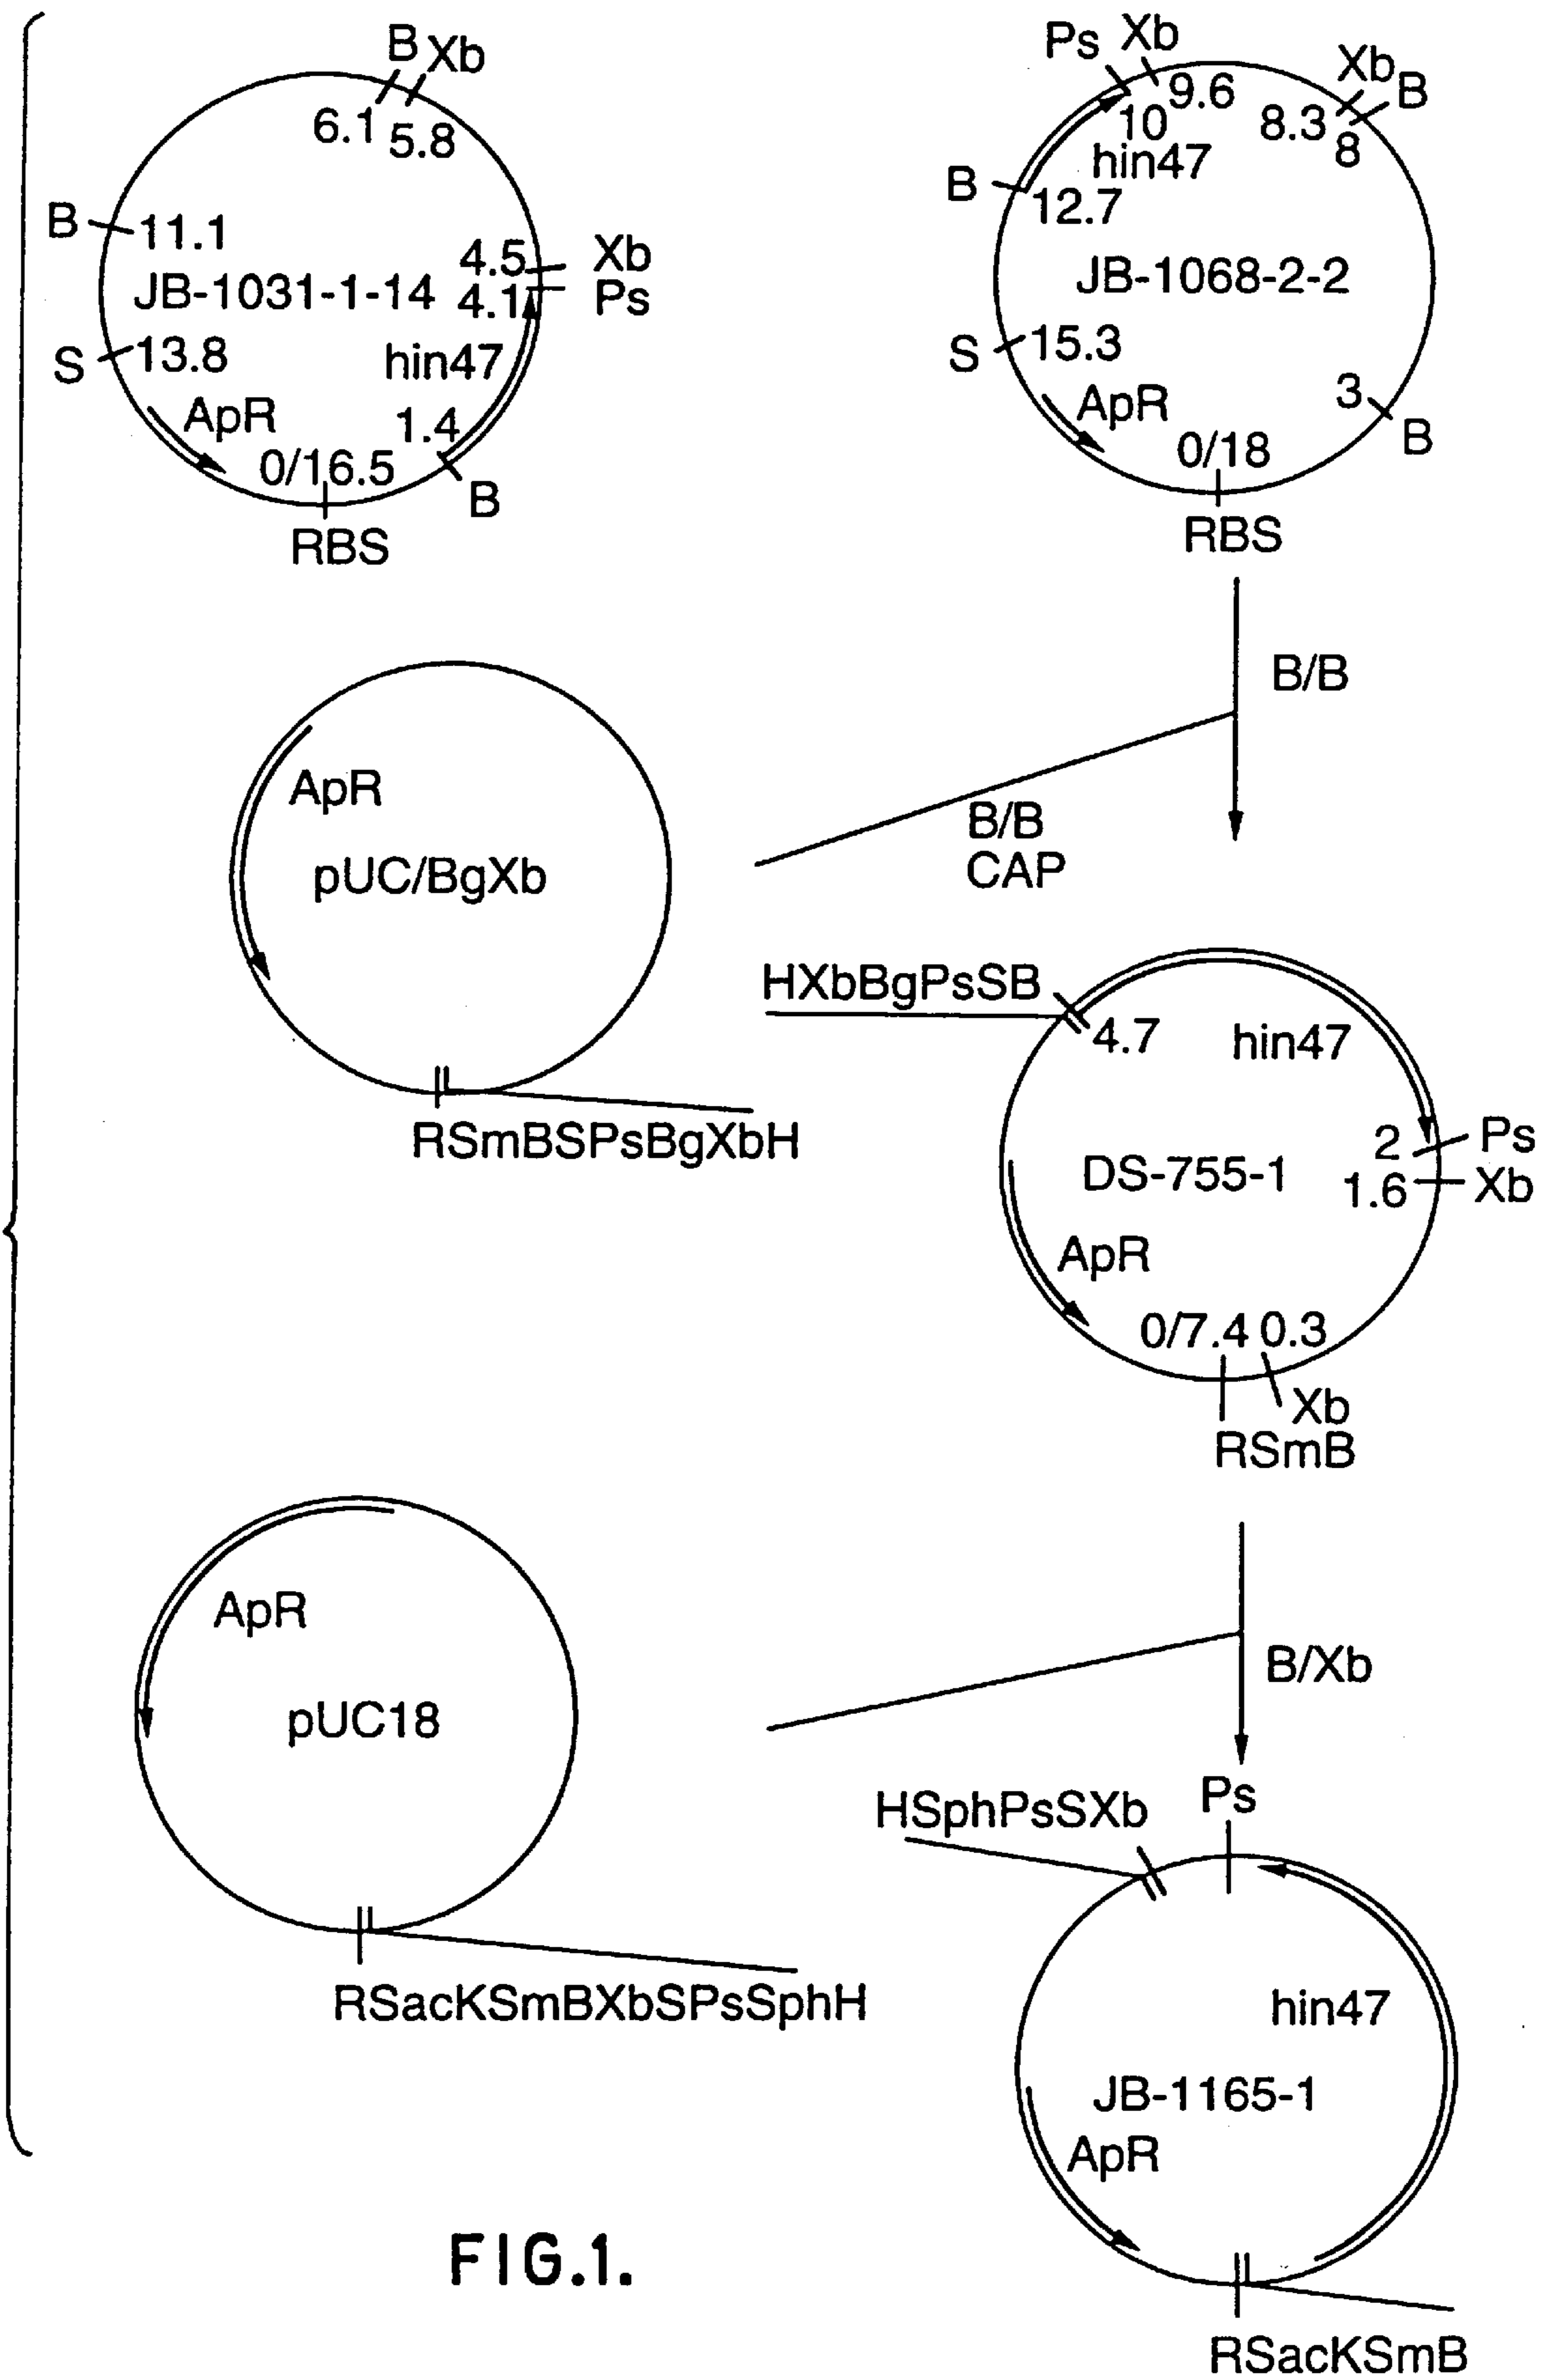 B Xb
6.1 5.8
B 11.1
4.5 Xb
JB-1031-1-14 4.1 Ps
S 13.8
hin47
ApR
1.4
0/16.5
B
RBS
Ps Xb
Xb
B
9.6
10
8.3
8
hin47
B 12.7
JB-1068-2-2
S 15.3
ApR
3
B
0/18
RBS
B/B
ApR
pUC/BgXb
B/B
CAP
RSmBSPsBgXbH
HXbBgPsSB
4.7
hin47
2 Ps
DS-755-1
1.6 Xb
ApR
0/7.4 0.3
Xb
RSmB
ApR
pUC18
B/Xb
RSacKSmBXbSPsSphH
Ps
HSphPsSXb
hin47
JB-1165-1
ApR
RSacKSmB
FIG.1.